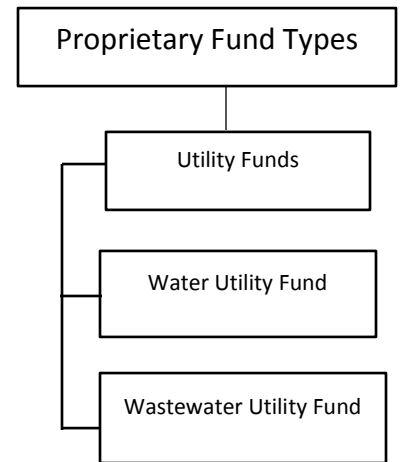 Proprietary Fund Types
Utility Funds
Water Utility Fund
Wastewater Utility Fund